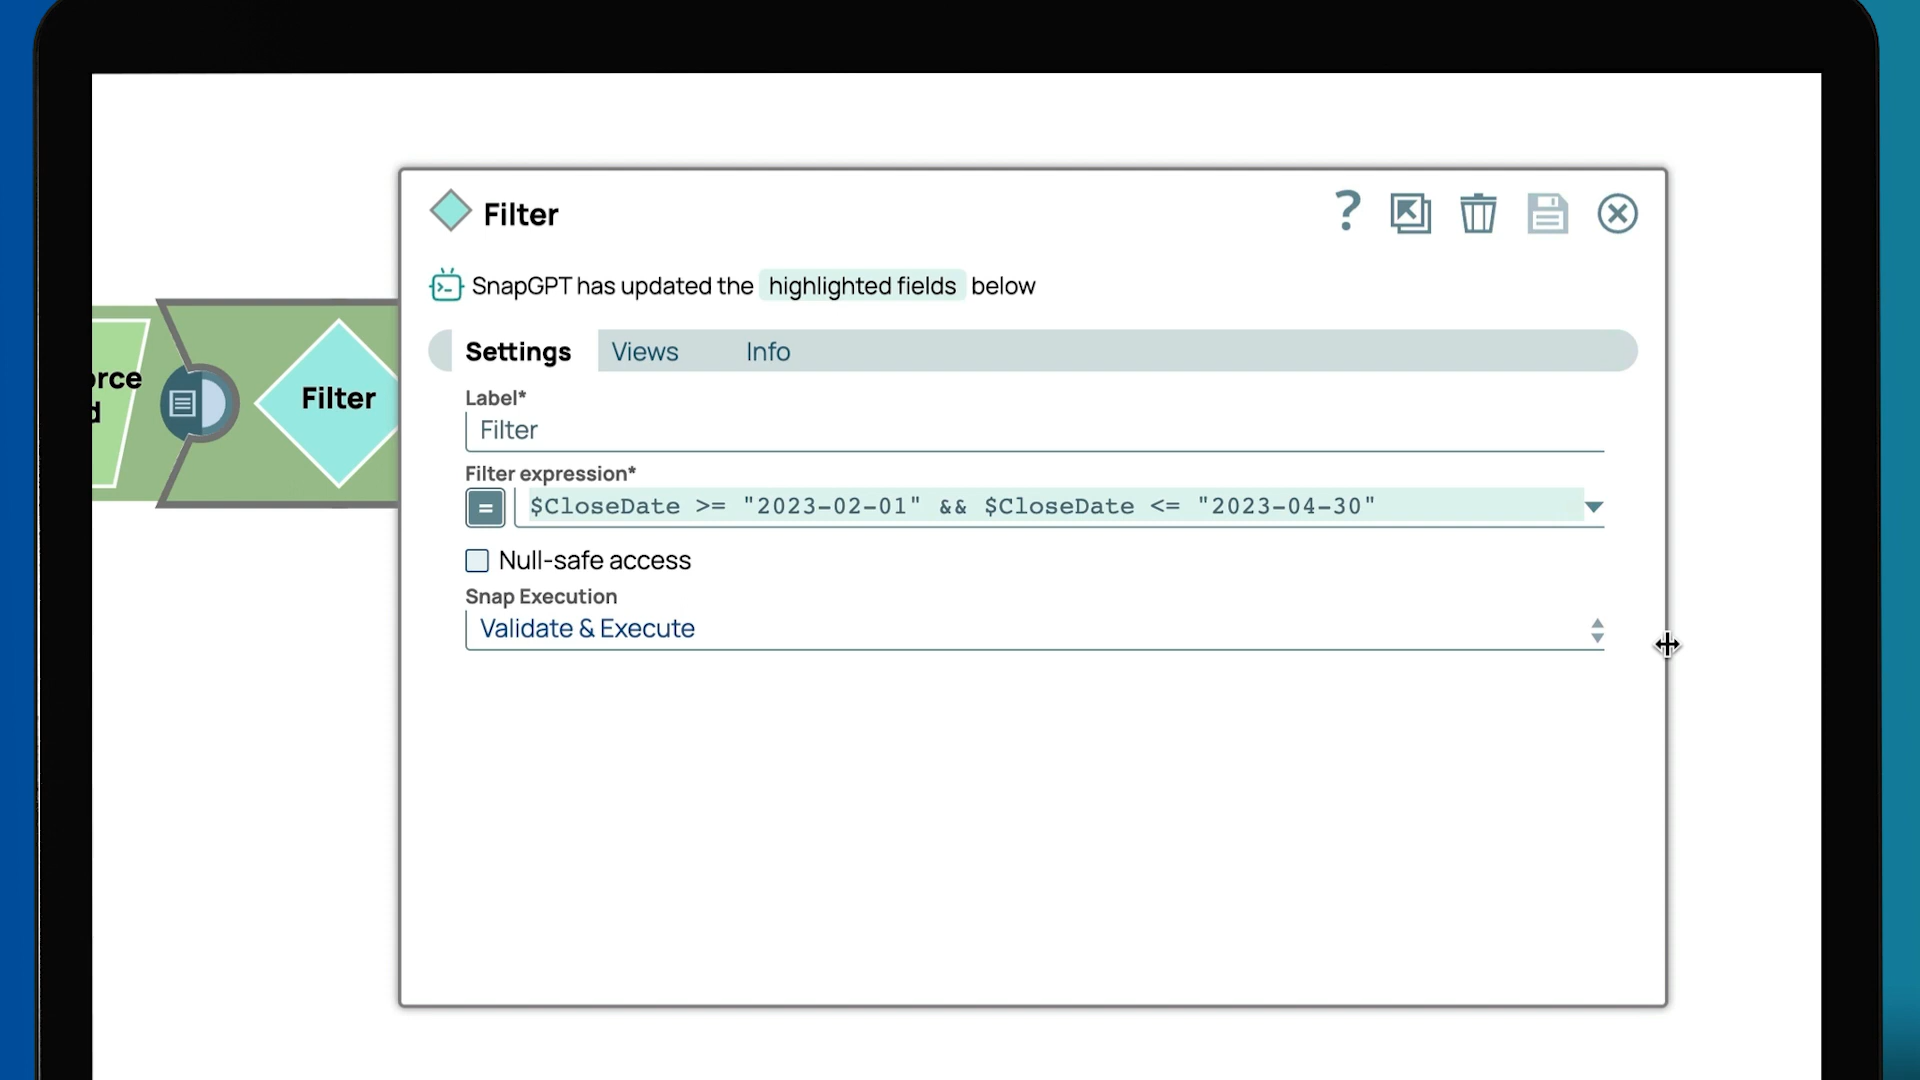 Filter
SnapGPT has updated the highlighted fields below
Settings Views Info
Label*
Filter
Filter expression*
= $CloseDate >= "2023-02-01" && $CloseDate <= "2023-04-30"
Null-safe access
Snap Execution
Validate & Execute
orce
d
Filter